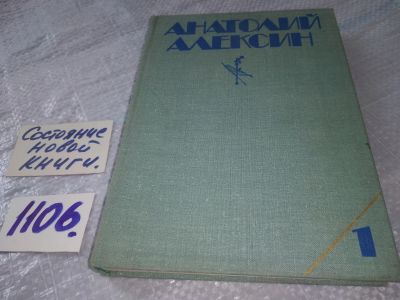 АНАТОЛИЙ
АЛЕКСИН
Состояние
новой
книги.
1106.
1